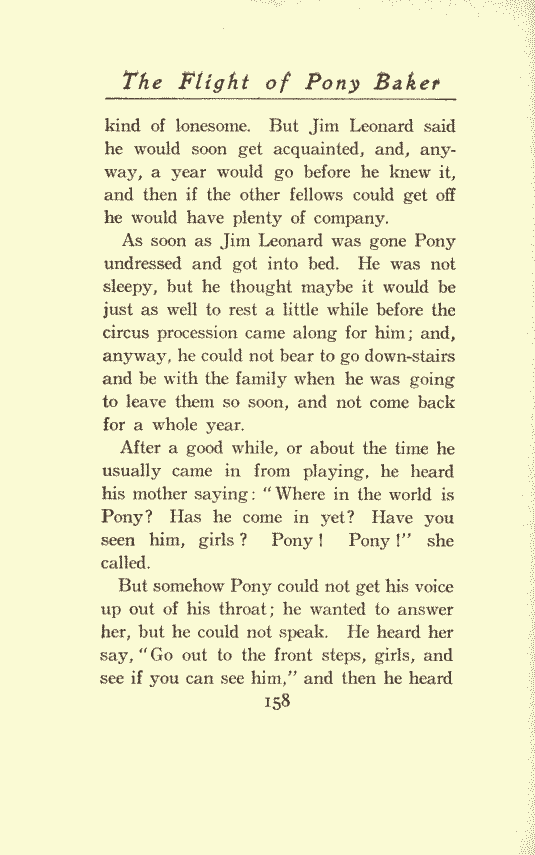 The Flight of Pony Baker
kind of lonesome. But Jim Leonard said
he would soon get acquainted, and, any-
way, a year would go before he knew it,
and then if the other fellows could get off
he would have plenty of company.
As soon as Jim Leonard was gone Pony
undressed and got into bed. He was not
sleepy, but he thought maybe it would be
just as well to rest a little while before the
circus procession came along for him; and,
anyway, he could not bear to go down-stairs
and be with the family when he was going
to leave them so soon, and not come back
for a whole year.
After a good while, or about the time he
usually came in from playing, he heard
his mother saying: "Where in the world is
Pony? Has he come in yet? Have you
seen him, girls? Pony! Pony!" she
called.
But somehow Pony could not get his voice
up out of his throat; he wanted to answer
her, but he could not speak. He heard her
say, "Go out to the front steps, girls, and
see if you can see him," and then he heard
158